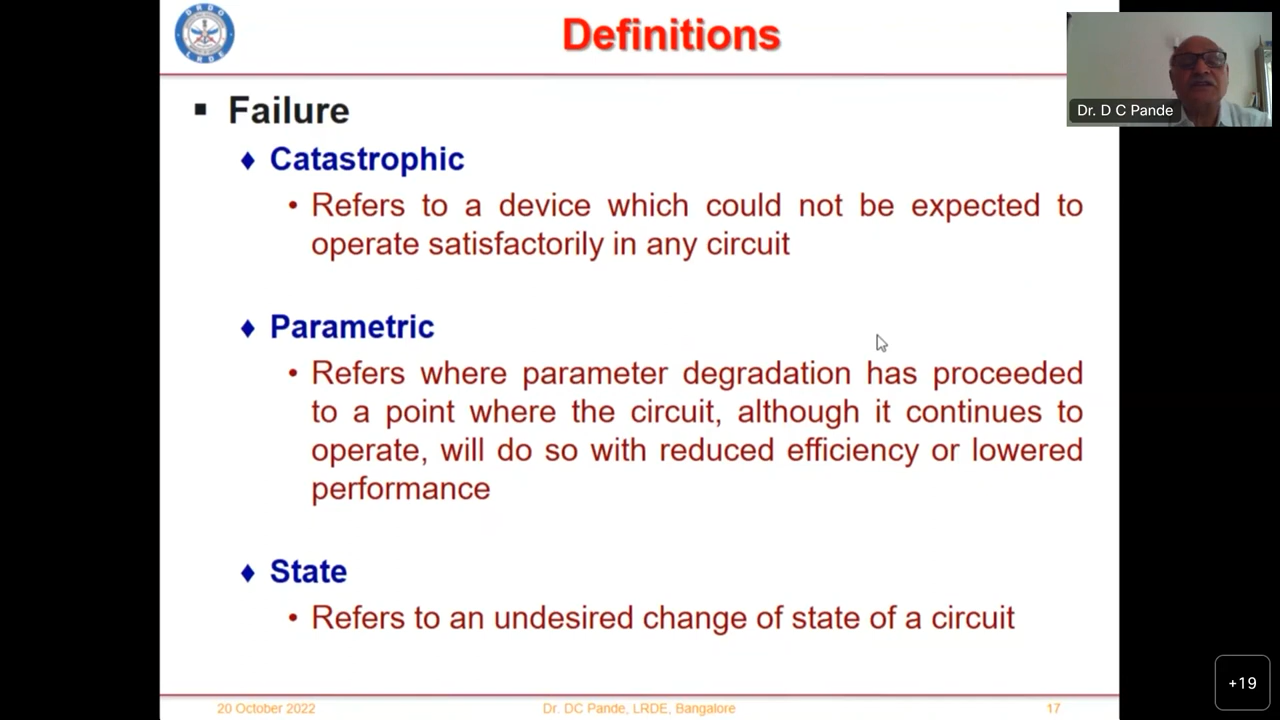 DRDO
LRDE
Definitions
Dr. D C Pande
▪ Failure
♦ Catastrophic
• Refers to a device which could not be expected to
operate satisfactorily in any circuit
♦ Parametric
• Refers where parameter degradation has proceeded
to a point where the circuit, although it continues to
operate, will do so with reduced efficiency or lowered
performance
♦ State
• Refers to an undesired change of state of a circuit
20 October 2022
Dr. DC Pande, LRDE, Bangalore
17
+19